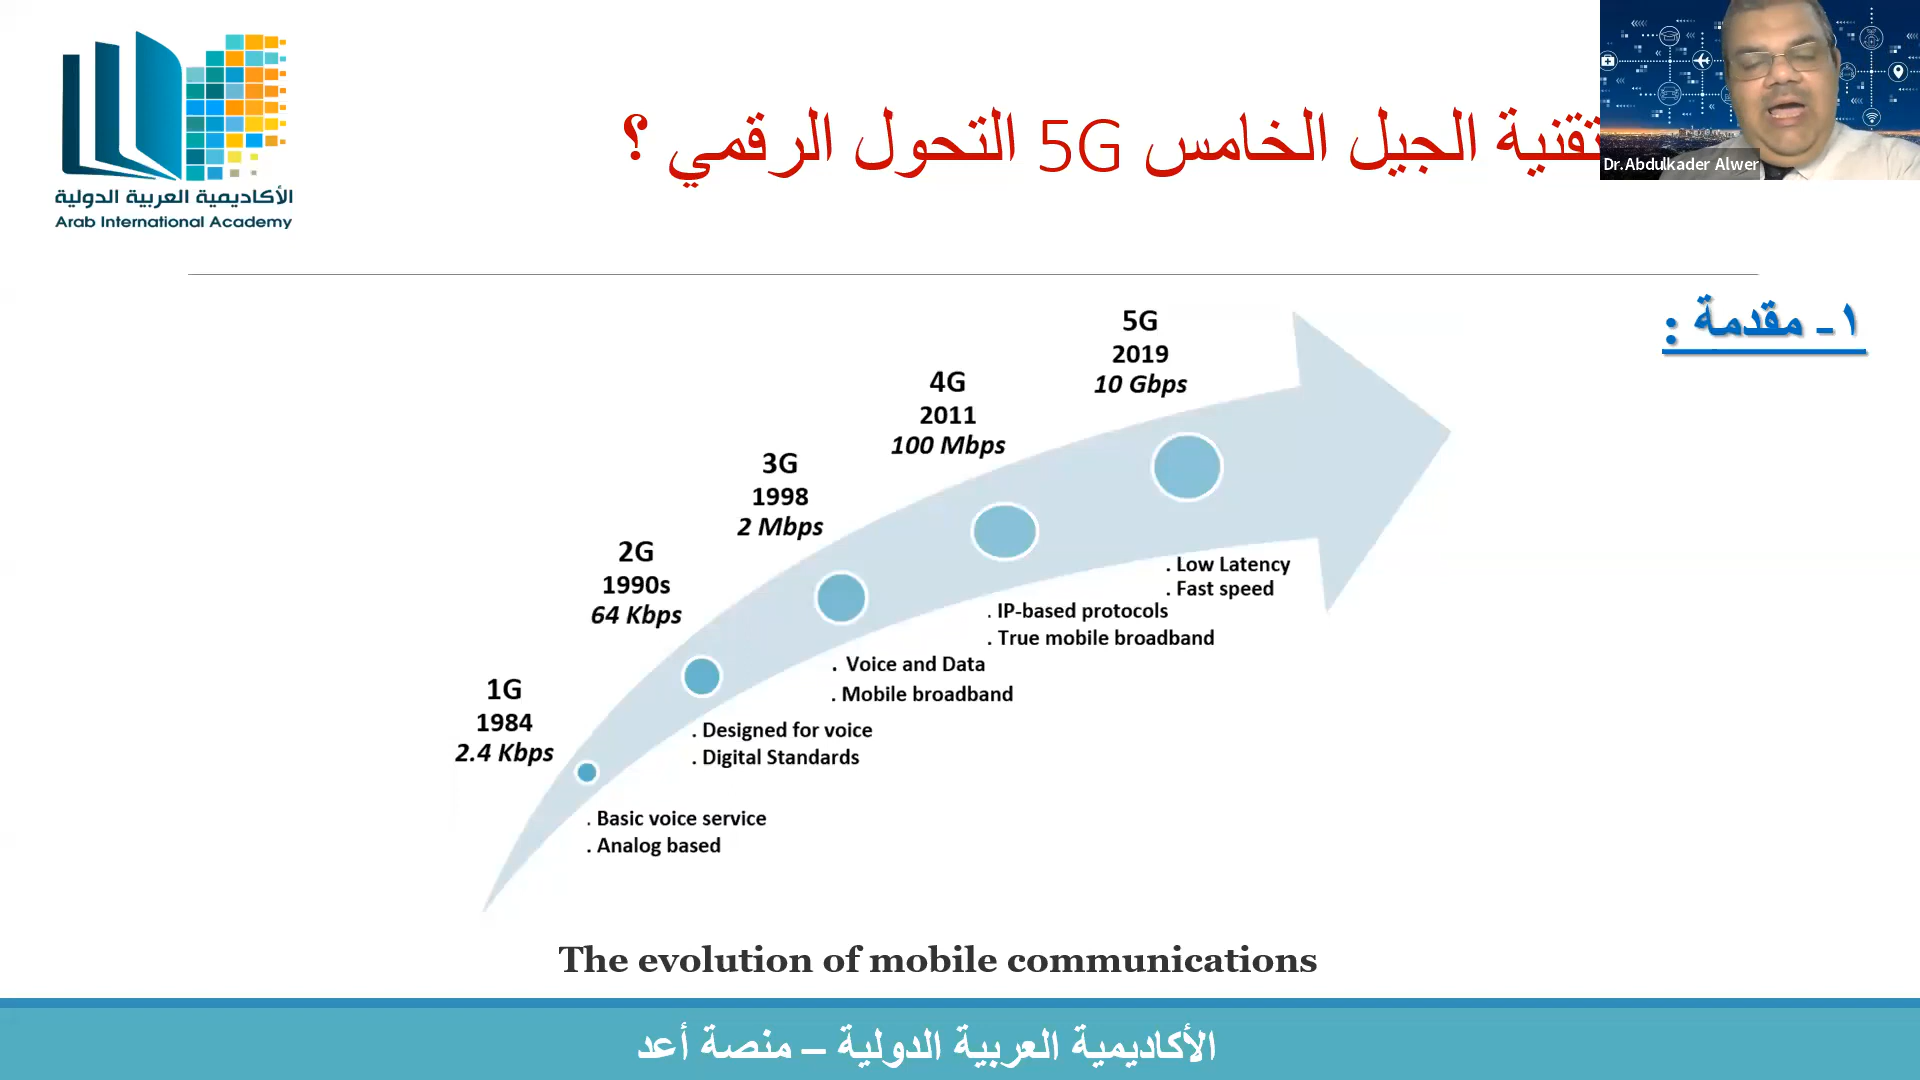 الأكاديمية العربية الدولية
Arab International Academy
تقنية الجيل الخامس 5G التحول الرقمي ؟
Dr.Abdulkader Alwer
١- مقدمة :
5G
2019
10 Gbps
4G
2011
100 Mbps
3G
1998
2 Mbps
2G
1990s
64 Kbps
1G
1984
2.4 Kbps
. Low Latency
. Fast speed
. IP-based protocols
. True mobile broadband
. Voice and Data
. Mobile broadband
. Designed for voice
. Digital Standards
. Basic voice service
. Analog based
The evolution of mobile communications
الأكاديمية العربية الدولية – منصة أعد